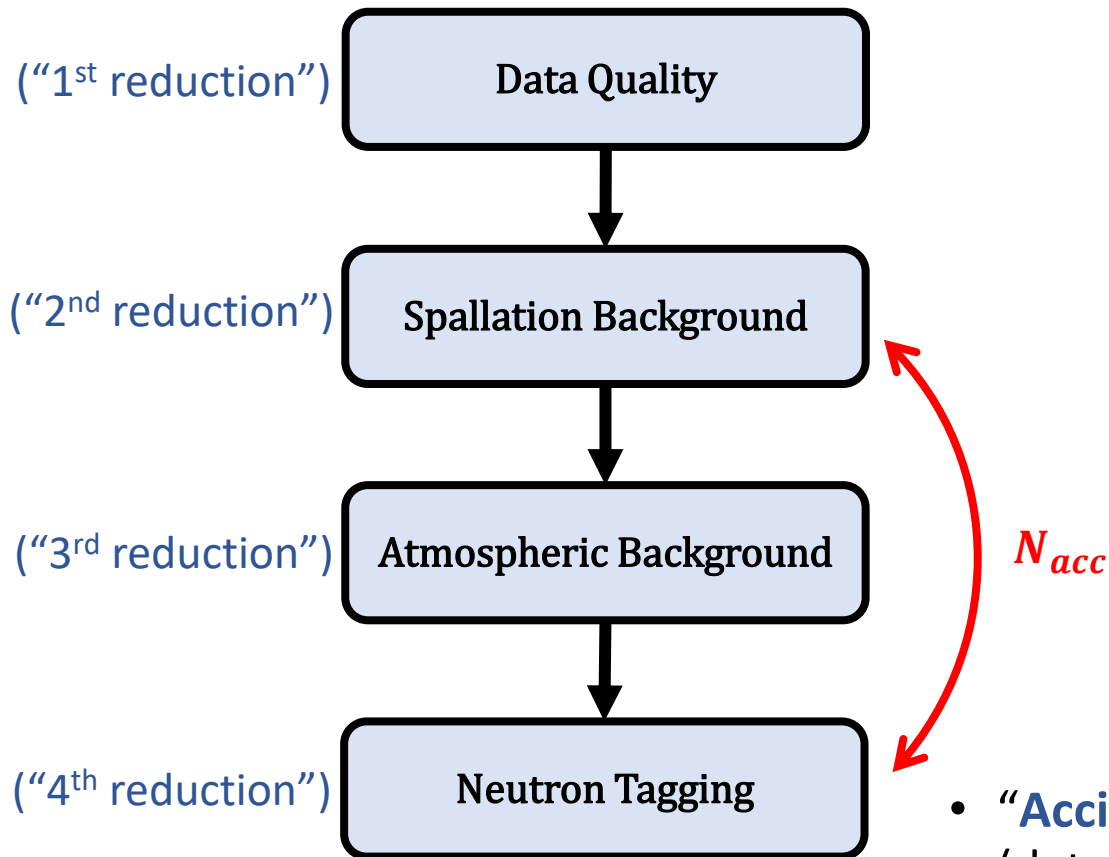 (“1st reduction”) Data Quality
(“2nd reduction”) Spallation Background
(“3rd reduction”) Atmospheric Background
N_acc
(“4th reduction”) Neutron Tagging
• “Acci